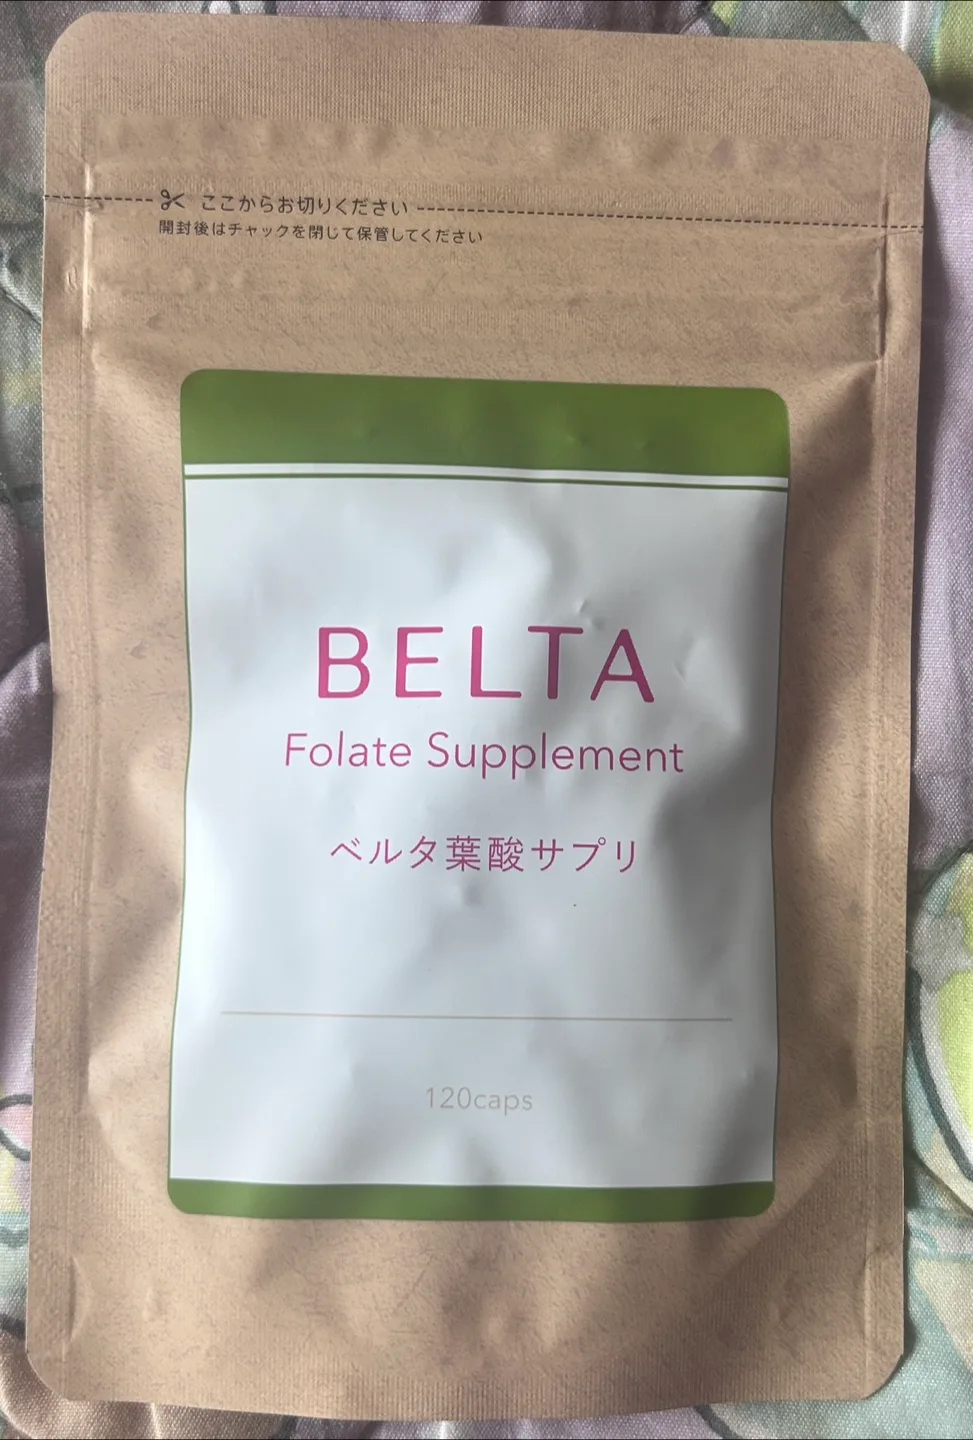 ここからお切りください
開封後はチャックを閉じて保管してください
BELTA
Folate Supplement
ベルタ葉酸サプリ
120caps